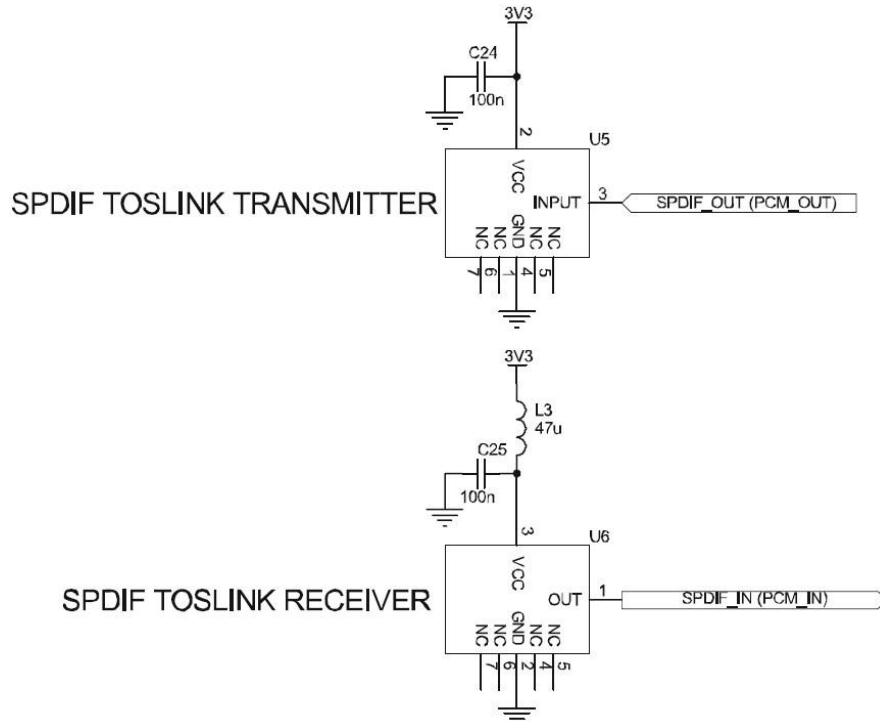 3V3
C24
100n
2
U5
VCC
SPDIF TOSLINK TRANSMITTER
INPUT
3
SPDIF_OUT (PCM_OUT)
NC NC GND NC NC
7 6 1 4 5
3V3
L3
47u
C25
100n
3
U6
VCC
SPDIF TOSLINK RECEIVER
OUT
1
SPDIF_IN (PCM_IN)
NC NC GND NC NC
7 6 2 4 5